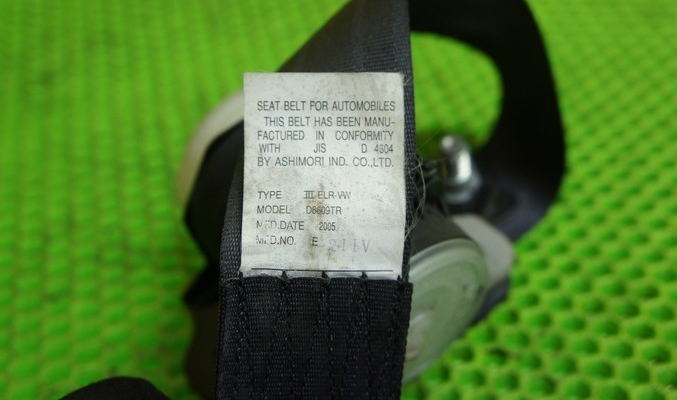 SEAT BELT FOR AUTOMOBILES
THIS BELT HAS BEEN MANU-
FACTURED IN CONFORMITY
WITH JIS D 4604
BY ASHIMORI IND. CO.,LTD.
TYPE III ELR-VW
MODEL D8609TR
MFD.DATE 2005
MFD.NO. E